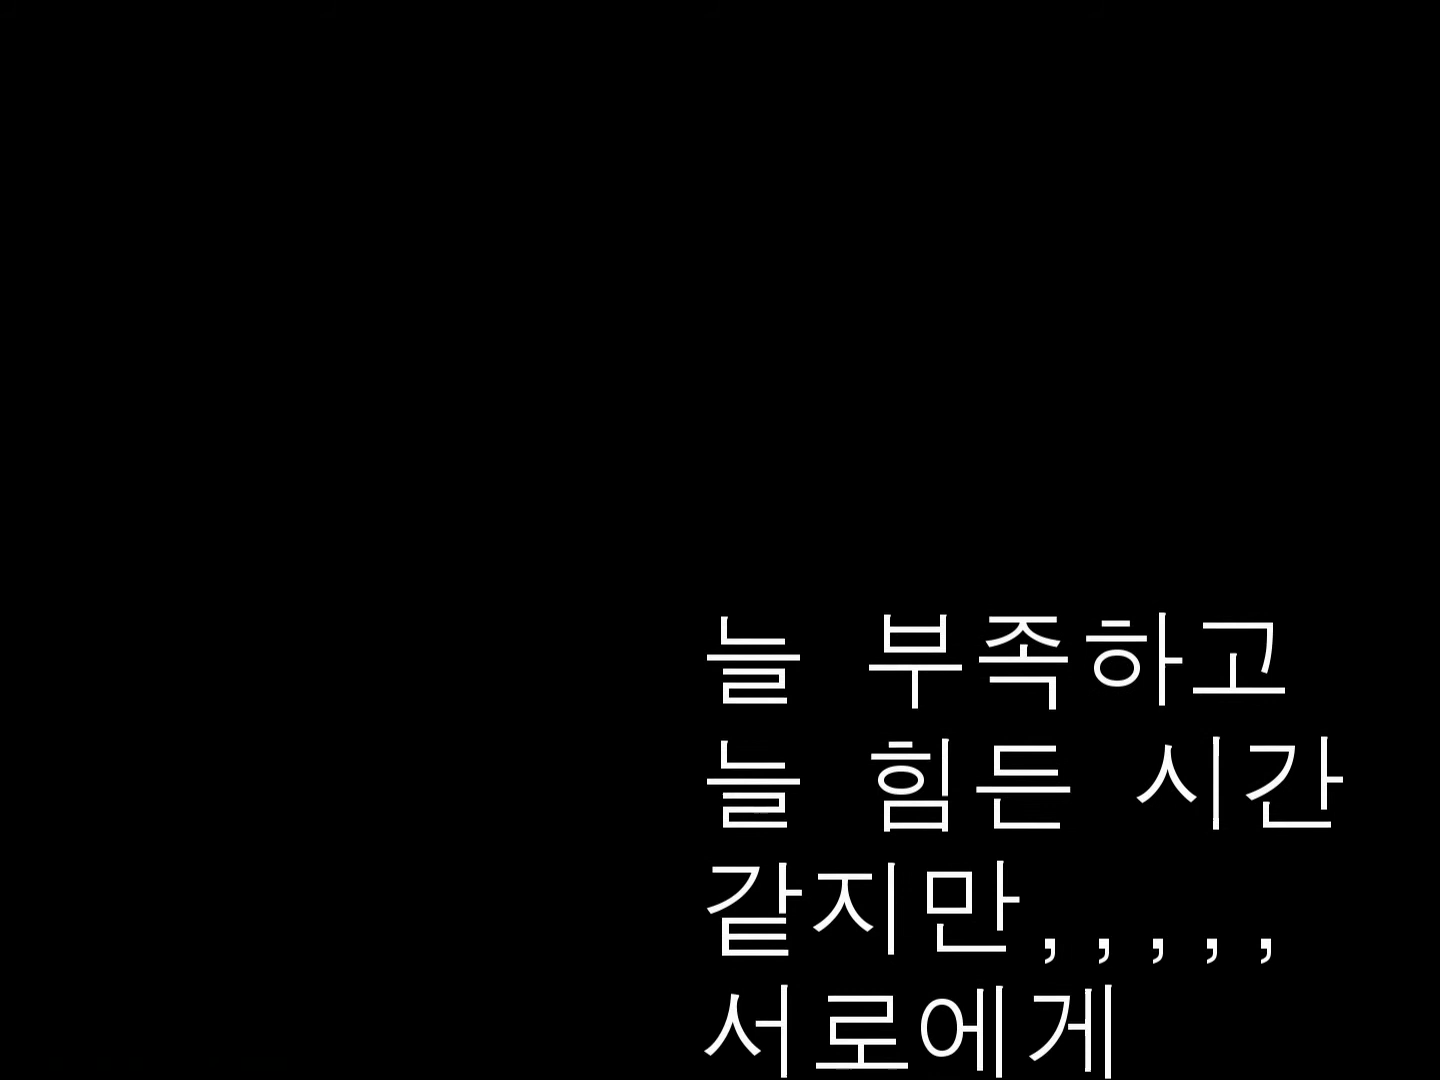 늘 부족하고
늘 힘든 시간
같지만,,,,,
서로에게